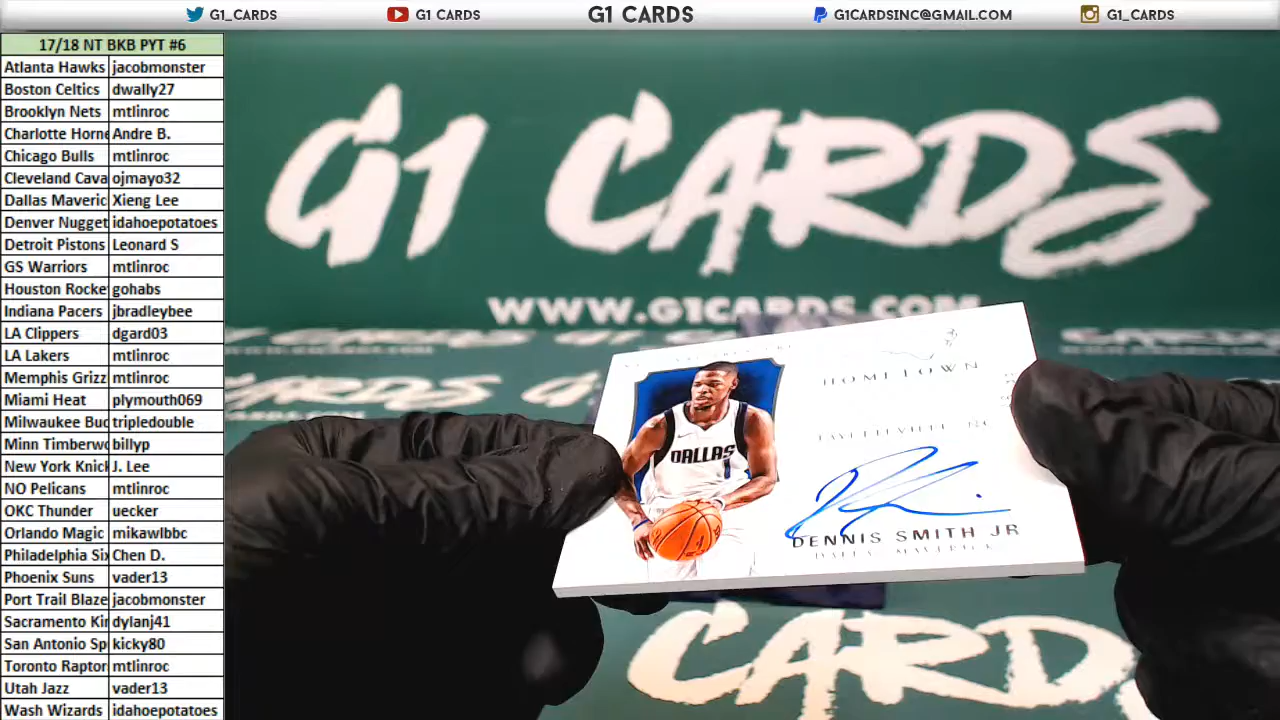 G1_CARDS
G1 CARDS
G1 CARDS
G1CARDSINC@GMAIL.COM
G1_CARDS
17/18 NT BKB PYT #6
Atlanta Hawks jacobmonster
Boston Celtics dwally27
Brooklyn Nets mtlinroc
Charlotte Horne Andre B.
Chicago Bulls mtlinroc
Cleveland Cava ojmayo32
Dallas Maveric Xieng Lee
Denver Nugget idahoepotatoes
Detroit Pistons Leonard S
GS Warriors mtlinroc
Houston Rocke gohabs
Indiana Pacers jbradleybee
LA Clippers dgard03
LA Lakers mtlinroc
Memphis Grizz mtlinroc
Miami Heat plymouth069
Milwaukee Buc tripledouble
Minn Timberwo billyp
New York Knick J. Lee
NO Pelicans mtlinroc
OKC Thunder uecker
Orlando Magic mikawlbbc
Philadelphia Six Chen D.
Phoenix Suns vader13
Port Trail Blaze jacobmonster
Sacramento Kin dylanj41
San Antonio Sp kicky80
Toronto Raptor mtlinroc
Utah Jazz vader13
Wash Wizards idahoepotatoes
G1 CARDS
WWW.G1CARDS.COM
HOMETOWN
DALLAS
1
DENNIS SMITH JR
CARDS